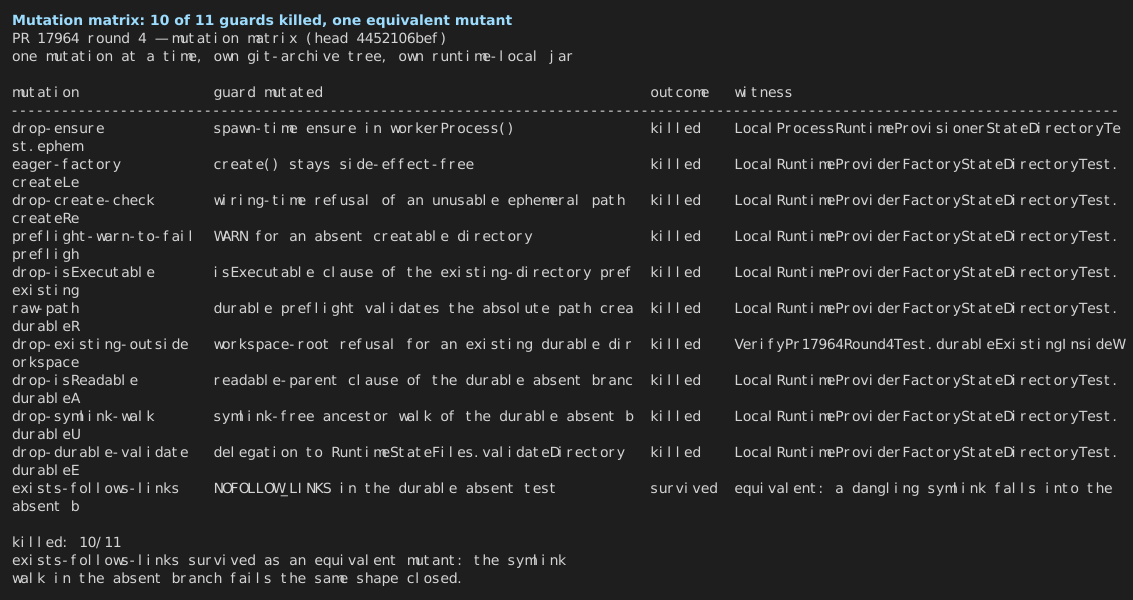 Mutation matrix: 10 of 11 guards killed, one equivalent mutant
PR 17964 round 4 — mutation matrix (head 4452106bef)
one mutation at a time, own git-archive tree, own runtime-local jar
mutation guard mutated outcome witness
------------------------------------------------------------------------------------------------------------------------------------
drop-ensure spawn-time ensure in workerProcess() killed LocalProcessRuntimeProvisionerStateDirectoryTe
st.ephem
eager-factory create() stays side-effect-free killed LocalRuntimeProviderFactoryStateDirectoryTest.
createLe
drop-create-check wiring-time refusal of an unusable ephemeral path killed LocalRuntimeProviderFactoryStateDirectoryTest.
createRe
preflight-warn-to-fail WARN for an absent creatable directory killed LocalRuntimeProviderFactoryStateDirectoryTest.
prefligh
drop-isExecutable isExecutable clause of the existing-directory pref killed LocalRuntimeProviderFactoryStateDirectoryTest.
existing
raw-path durable preflight validates the absolute path crea killed LocalRuntimeProviderFactoryStateDirectoryTest.
durableR
drop-existing-outside workspace-root refusal for an existing durable dir killed VerifyPr17964Round4Test.durableExistingInsideW
orkspace
drop-isReadable readable-parent clause of the durable absent branc killed LocalRuntimeProviderFactoryStateDirectoryTest.
durableA
drop-symlink-walk symlink-free ancestor walk of the durable absent b killed LocalRuntimeProviderFactoryStateDirectoryTest.
durableU
drop-durable-validate delegation to RuntimeStateFiles.validateDirectory killed LocalRuntimeProviderFactoryStateDirectoryTest.
durableE
exists-follows-links NOFOLLOW_LINKS in the durable absent test survived equivalent: a dangling symlink falls into the
absent b
killed: 10/11
exists-follows-links survived as an equivalent mutant: the symlink
walk in the absent branch fails the same shape closed.